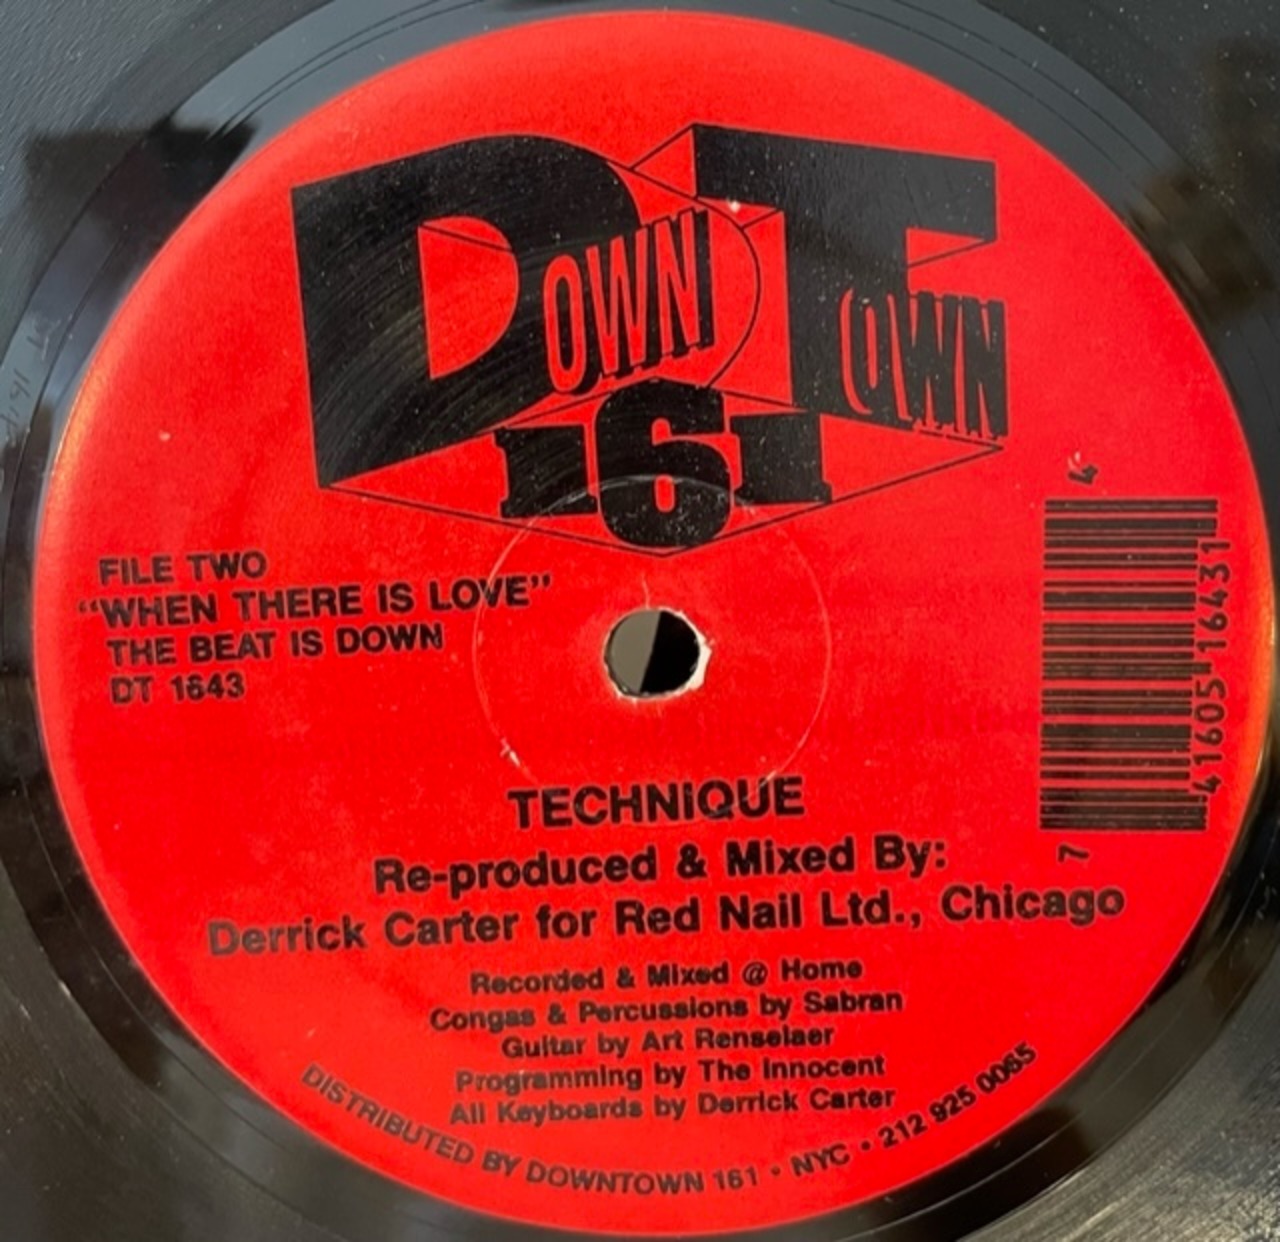 DOWN TOWN
161
FILE TWO
“WHEN THERE IS LOVE”
THE BEAT IS DOWN
DT 1643
4
41605 16431
7
TECHNIQUE
Re-produced & Mixed By:
Derrick Carter for Red Nail Ltd., Chicago
Recorded & Mixed @ Home
Congas & Percussions by Sabran
Guitar by Art Renselaer
Programming by The Innocent
All Keyboards by Derrick Carter
DISTRIBUTED BY DOWNTOWN 161 • NYC • 212 925 0065